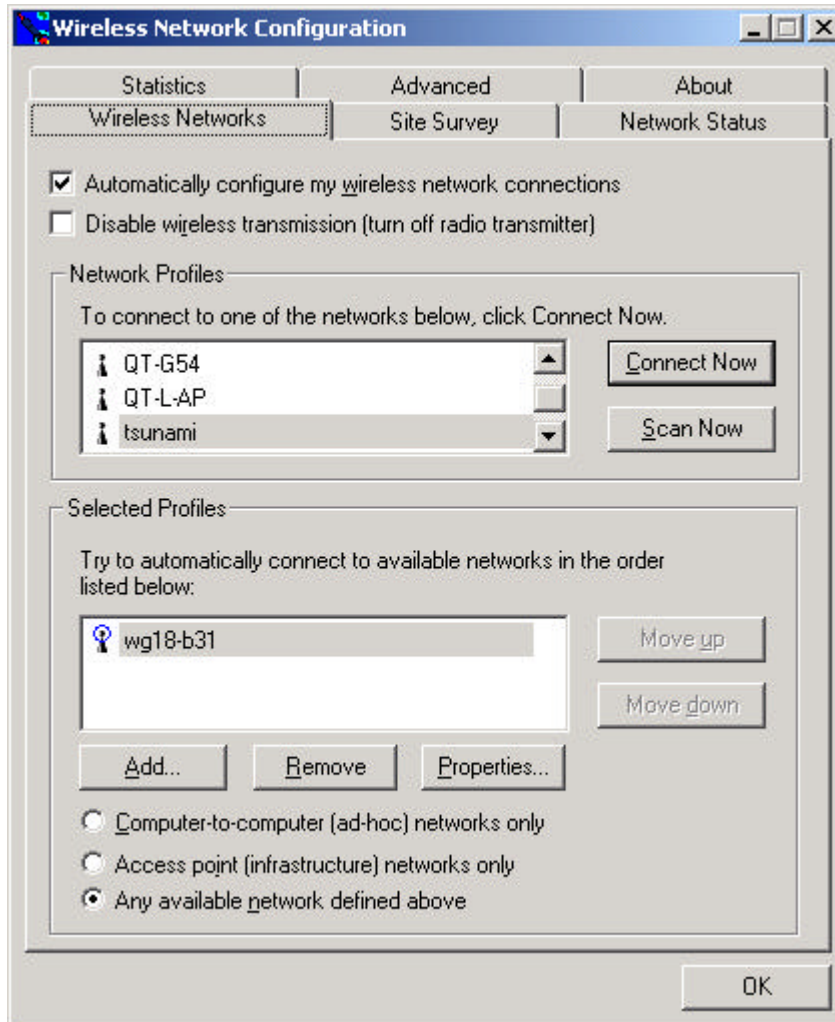 Wireless Network Configuration
Statistics
Advanced
About
Wireless Networks
Site Survey
Network Status
Automatically configure my wireless network connections
Disable wireless transmission (turn off radio transmitter)
Network Profiles
To connect to one of the networks below, click Connect Now.
QT-G54
QT-L-AP
tsunami
Connect Now
Scan Now
Selected Profiles
Try to automatically connect to available networks in the order
listed below:
wg18-b31
Move up
Move down
Add...
Remove
Properties...
Computer-to-computer (ad-hoc) networks only
Access point (infrastructure) networks only
Any available network defined above
OK